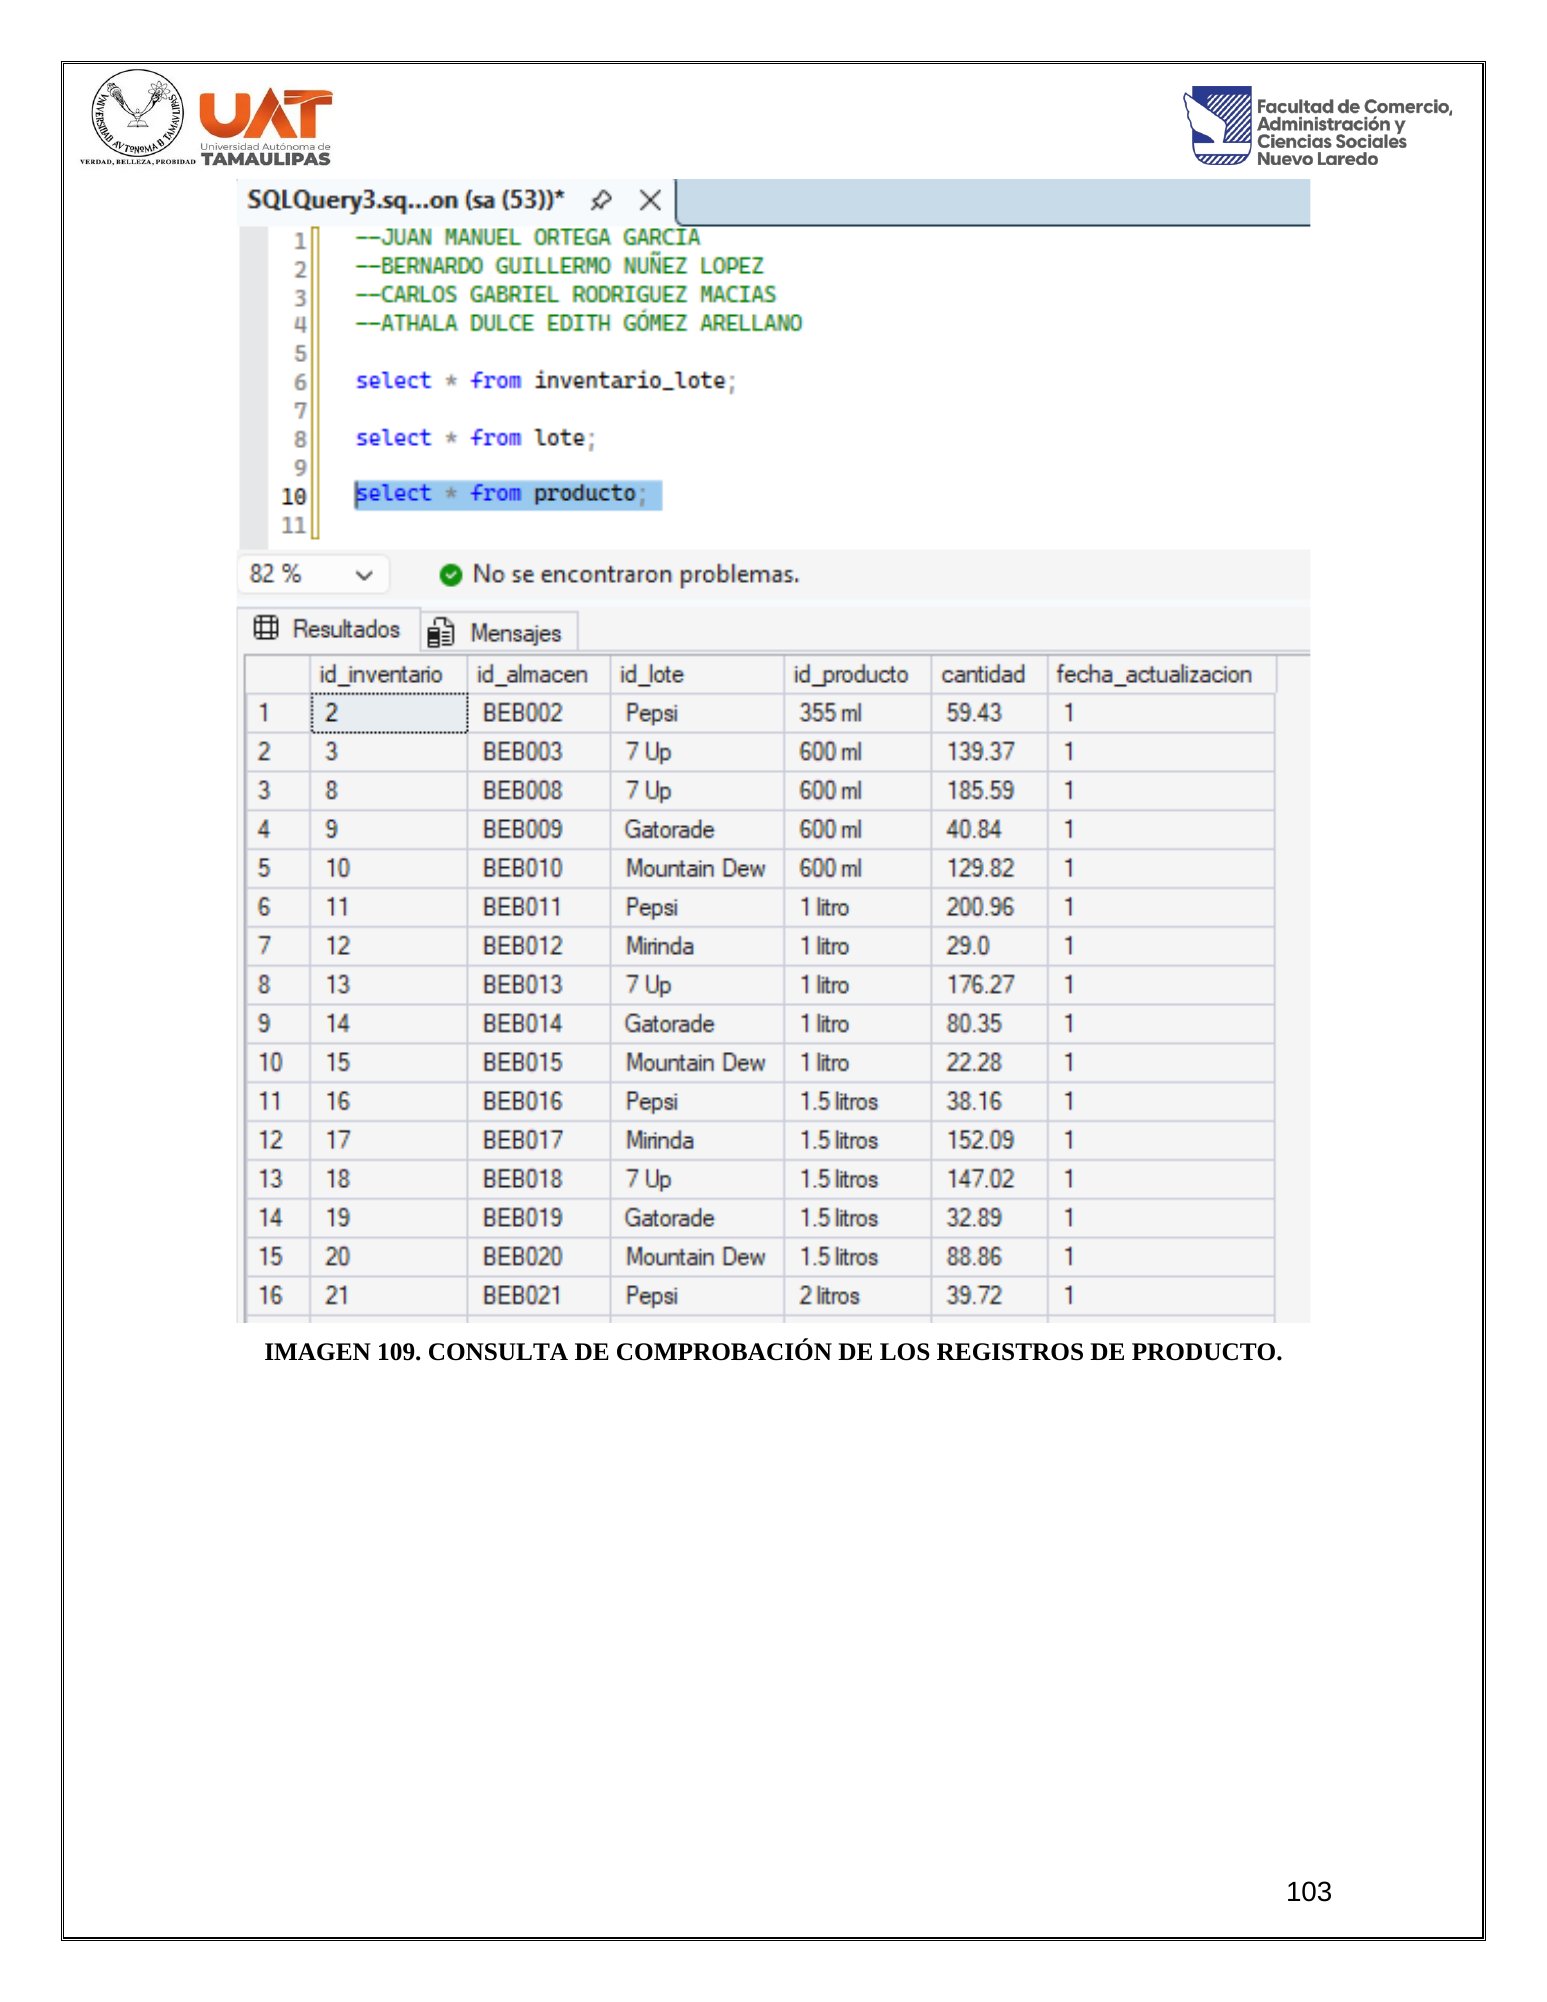 UNIVERSIDAD AUTONOMA DE TAMAULIPAS
VERDAD, BELLEZA, PROBIDAD
UAT
Universidad Autónoma de
TAMAULIPAS
Facultad de Comercio,
Administración y
Ciencias Sociales
Nuevo Laredo
SQLQuery3.sq...on (sa (53))*
1 --JUAN MANUEL ORTEGA GARCÍA
2 --BERNARDO GUILLERMO NUÑEZ LOPEZ
3 --CARLOS GABRIEL RODRIGUEZ MACIAS
4 --ATHALA DULCE EDITH GÓMEZ ARELLANO
5
6 select * from inventario_lote;
7
8 select * from lote;
9
10 select * from producto;
11
82 % No se encontraron problemas.
Resultados Mensajes
id_inventario id_almacen id_lote id_producto cantidad fecha_actualizacion
1 2 BEB002 Pepsi 355 ml 59.43 1
2 3 BEB003 7 Up 600 ml 139.37 1
3 8 BEB008 7 Up 600 ml 185.59 1
4 9 BEB009 Gatorade 600 ml 40.84 1
5 10 BEB010 Mountain Dew 600 ml 129.82 1
6 11 BEB011 Pepsi 1 litro 200.96 1
7 12 BEB012 Mirinda 1 litro 29.0 1
8 13 BEB013 7 Up 1 litro 176.27 1
9 14 BEB014 Gatorade 1 litro 80.35 1
10 15 BEB015 Mountain Dew 1 litro 22.28 1
11 16 BEB016 Pepsi 1.5 litros 38.16 1
12 17 BEB017 Mirinda 1.5 litros 152.09 1
13 18 BEB018 7 Up 1.5 litros 147.02 1
14 19 BEB019 Gatorade 1.5 litros 32.89 1
15 20 BEB020 Mountain Dew 1.5 litros 88.86 1
16 21 BEB021 Pepsi 2 litros 39.72 1
IMAGEN 109. CONSULTA DE COMPROBACIÓN DE LOS REGISTROS DE PRODUCTO.
103